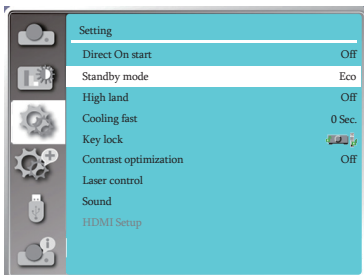 Setting
Direct On start Off
Standby mode Eco
High land Off
Cooling fast 0 Sec.
Key lock
Contrast optimization Off
Laser control
Sound
HDMI Setup